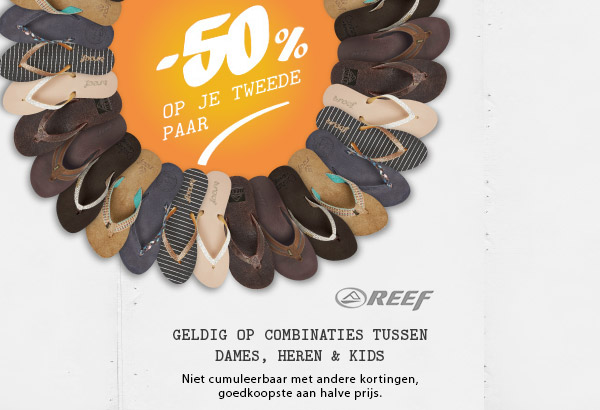 -50%
OP JE TWEEDE
PAAR
REEF
GELDIG OP COMBINATIES TUSSEN
DAMES, HEREN & KIDS
Niet cumuleerbaar met andere kortingen,
goedkoopste aan halve prijs.